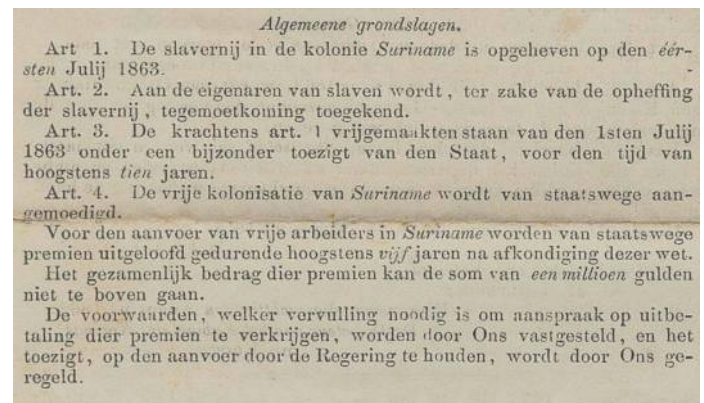 Algemeene grondslagen.
Art 1. De slavernij in de kolonie Suriname is opgeheven op den éér-
sten Julij 1863.
Art. 2. Aan de eigenaren van slaven wordt, ter zake van de opheffing
der slavernij, tegemoetkoming toegekend.
Art. 3. De krachtens art. 1 vrijgemaakten staan van den 1sten Julij
1863 onder een bijzonder toezigt van den Staat, voor den tijd van
hoogstens tien jaren.
Art. 4. De vrije kolonisatie van Suriname wordt van staatswege aan-
gemoedigd.
Voor den aanvoer van vrije arbeiders in Suriname worden van staatswege
premien uitgeloofd gedurende hoogstens vijf jaren na afkondiging dezer wet.
Het gezamenlijk bedrag dier premien kan de som van een millioen gulden
niet te boven gaan.
De voorwaarden, welker vervulling noodig is om aanspraak op uitbe-
taling dier premien te verkrijgen, worden door Ons vastgesteld, en het
toezigt, op den aanvoer door de Regering te houden, wordt door Ons ge-
regeld.